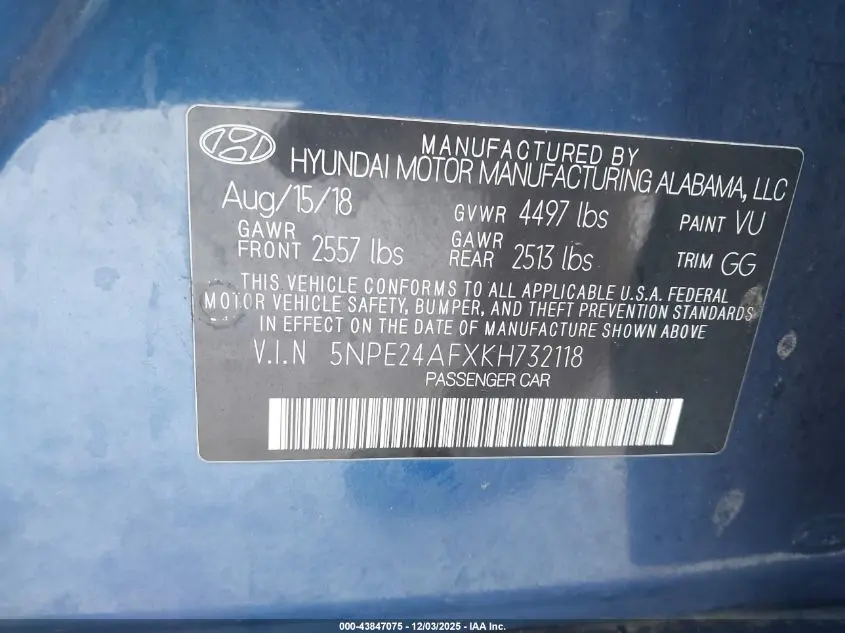 MANUFACTURED BY
HYUNDAI MOTOR MANUFACTURING ALABAMA, LLC
Aug/15/18 GVWR 4497 lbs PAINT VU
GAWR FRONT 2557 lbs GAWR REAR 2513 lbs TRIM GG
THIS VEHICLE CONFORMS TO ALL APPLICABLE U.S.A. FEDERAL
MOTOR VEHICLE SAFETY, BUMPER, AND THEFT PREVENTION STANDARDS
IN EFFECT ON THE DATE OF MANUFACTURE SHOWN ABOVE
V.I.N 5NPE24AFXKH732118
PASSENGER CAR
000-43847075 - 12/03/2025 - IAA Inc.